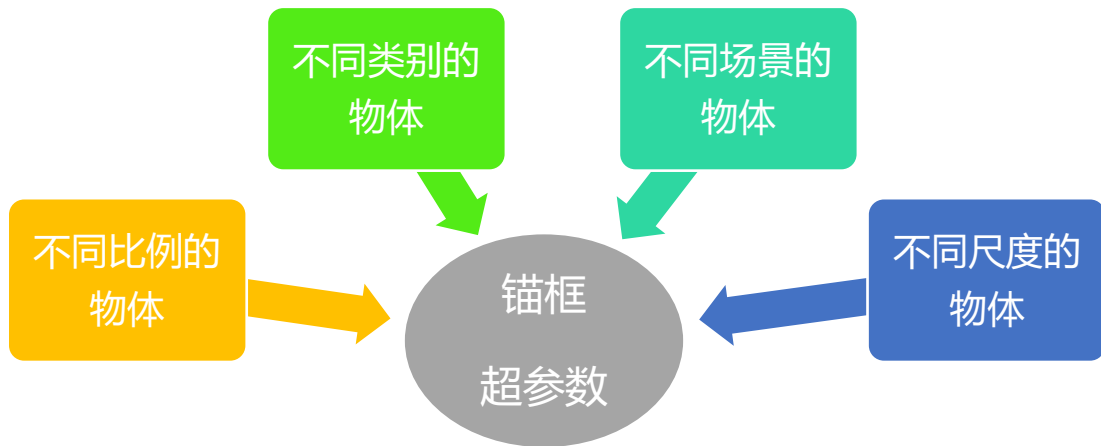 不同类别的
物体
不同场景的
物体
不同比例的
物体
不同尺度的
物体
锚框
超参数